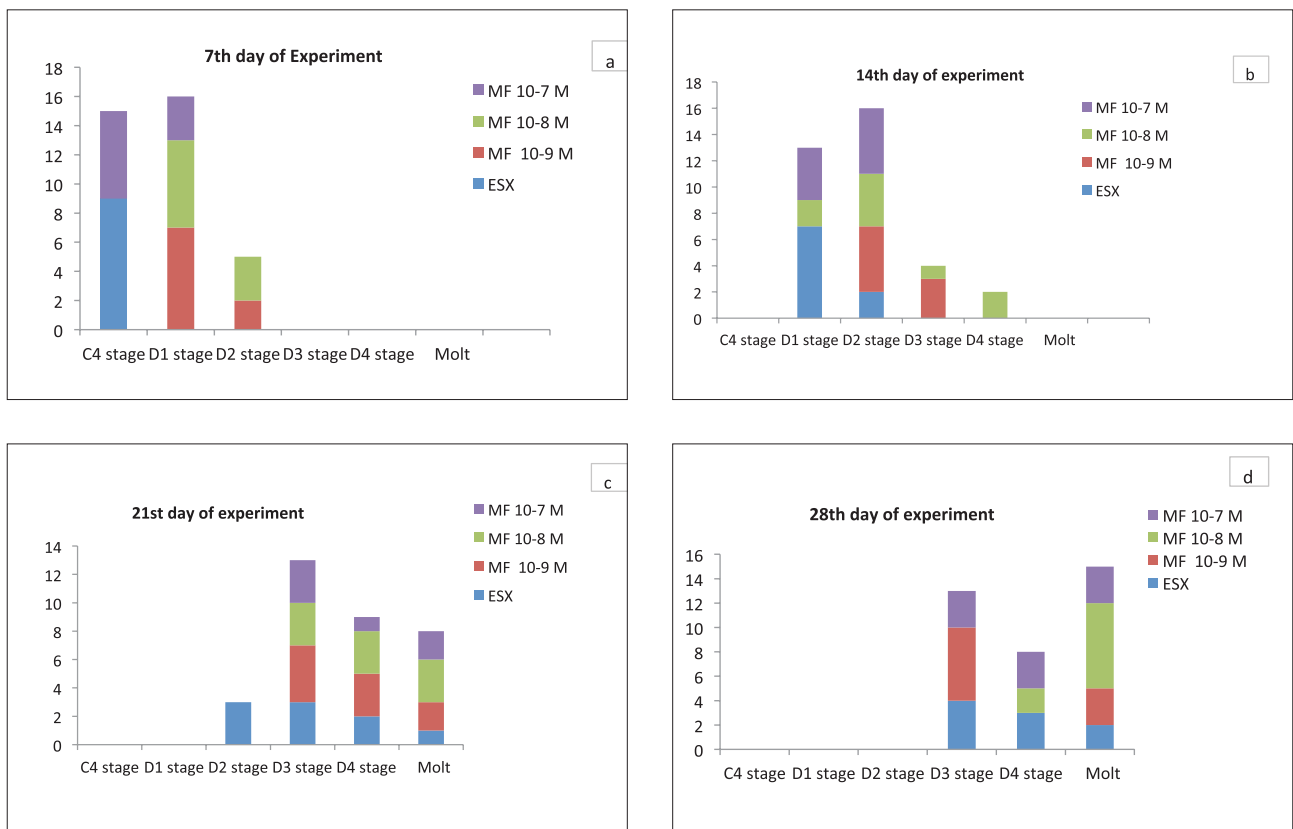 7th day of Experiment
a
18
16
14
12
10
8
6
4
2
0
MF 10-7 M
MF 10-8 M
MF 10-9 M
ESX
C4 stage D1 stage D2 stage D3 stage D4 stage Molt
14th day of experiment
b
18
16
14
12
10
8
6
4
2
0
MF 10-7 M
MF 10-8 M
MF 10-9 M
ESX
C4 stage D1 stage D2 stage D3 stage D4 stage Molt
21st day of experiment
c
14
12
10
8
6
4
2
0
MF 10-7 M
MF 10-8 M
MF 10-9 M
ESX
C4 stage D1 stage D2 stage D3 stage D4 stage Molt
28th day of experiment
d
16
14
12
10
8
6
4
2
0
MF 10-7 M
MF 10-8 M
MF 10-9 M
ESX
C4 stage D1 stage D2 stage D3 stage D4 stage Molt